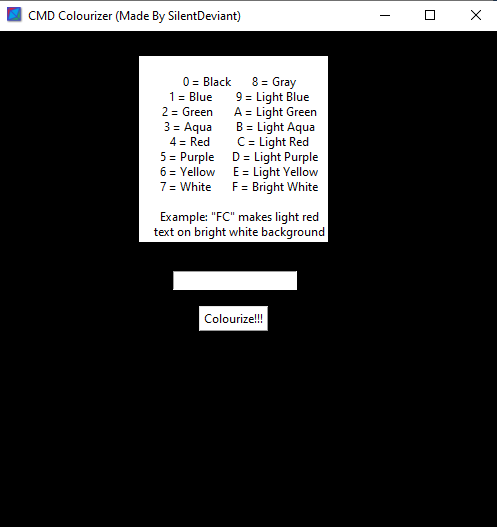 CMD Colourizer (Made By SilentDeviant)
0 = Black 8 = Gray
1 = Blue 9 = Light Blue
2 = Green A = Light Green
3 = Aqua B = Light Aqua
4 = Red C = Light Red
5 = Purple D = Light Purple
6 = Yellow E = Light Yellow
7 = White F = Bright White
Example: "FC" makes light red
text on bright white background
Colourize!!!